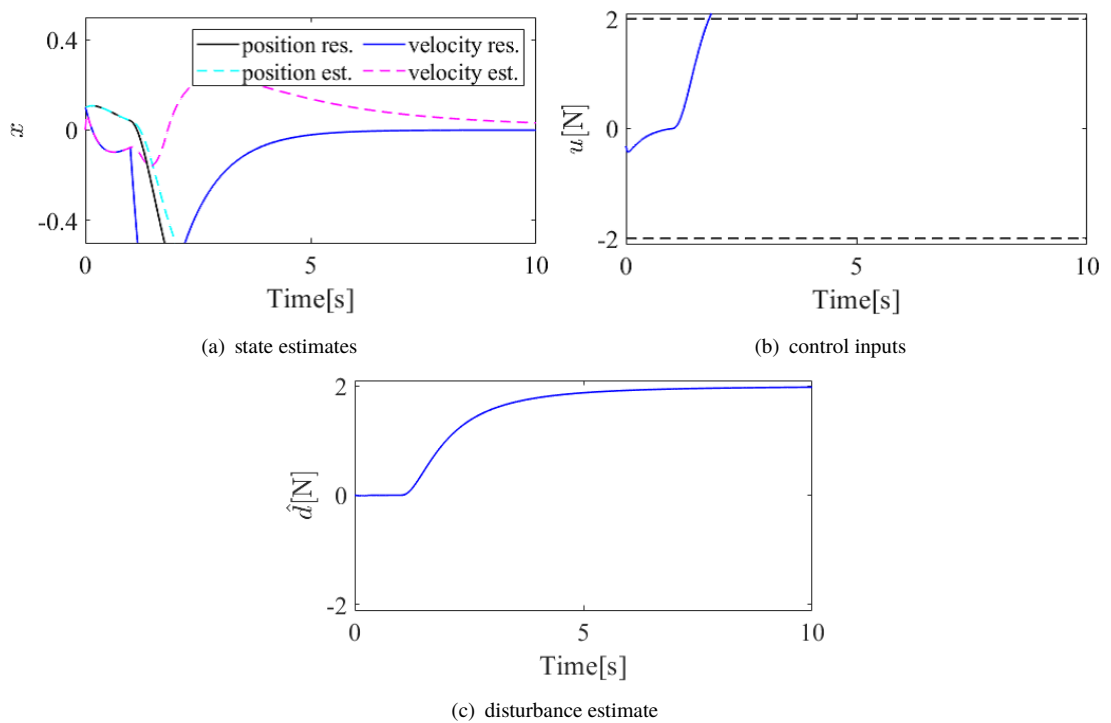 0.4
0
-0.4
x
position res.
velocity res.
position est.
velocity est.
0
5
10
Time[s]
(a) state estimates
2
0
-2
u[N]
0
5
10
Time[s]
(b) control inputs
2
0
-2
d̂[N]
0
5
10
Time[s]
(c) disturbance estimate